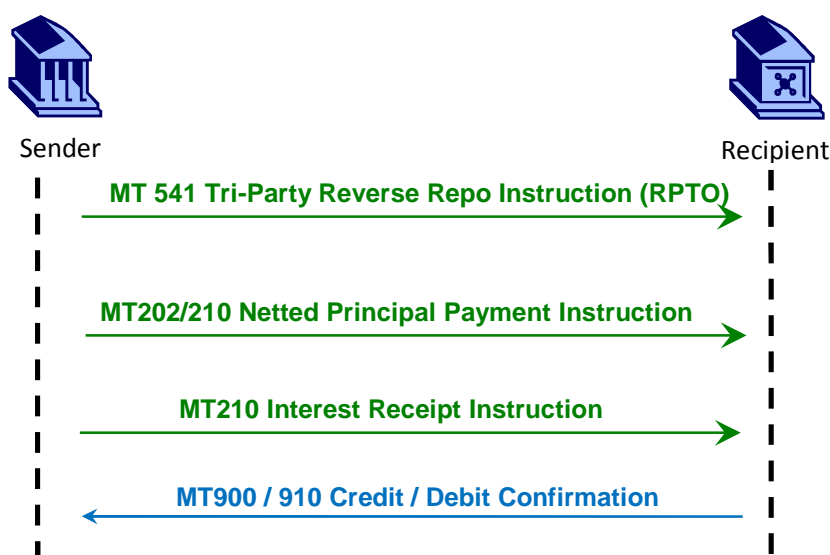 Sender
Recipient
MT 541 Tri-Party Reverse Repo Instruction (RPTO)
MT202/210 Netted Principal Payment Instruction
MT210 Interest Receipt Instruction
MT900 / 910 Credit / Debit Confirmation